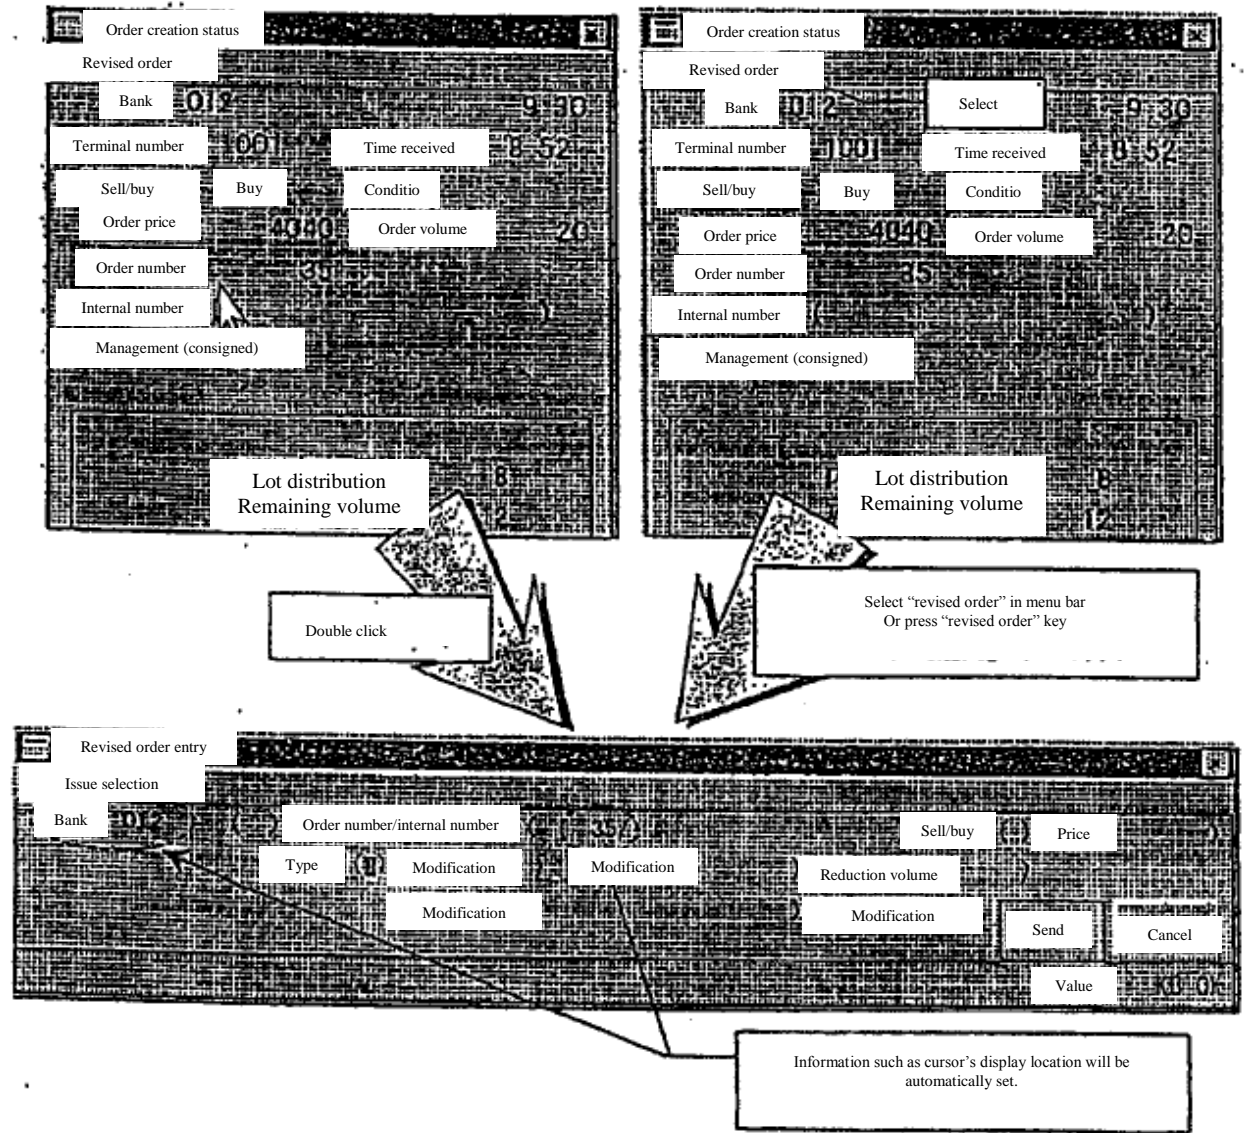 Order creation status
Revised order
Bank 012 9 30
Terminal number 1001 Time received 8 52
Sell/buy Buy Conditio
Order price 4040 Order volume 20
Order number 35
Internal number )
Management (consigned)
Lot distribution 8
Remaining volume 2
Order creation status
Revised order
Select
Bank 012 9 30
Terminal number 1001 Time received 8 52
Sell/buy Buy Conditio
Order price 4040 Order volume 20
Order number 35
Internal number ( )
Management (consigned)
Lot distribution 8
Remaining volume 12
Double click
Select “revised order” in menu bar
Or press “revised order” key
Revised order entry
Issue selection
Bank 012 ( ) Order number/internal number ( 35 ) Sell/buy ( ) Price )
Type ( ) Modification Modification ) Reduction volume )
Modification ) Modification Send Cancel
Value KB OK
Information such as cursor’s display location will be
automatically set.